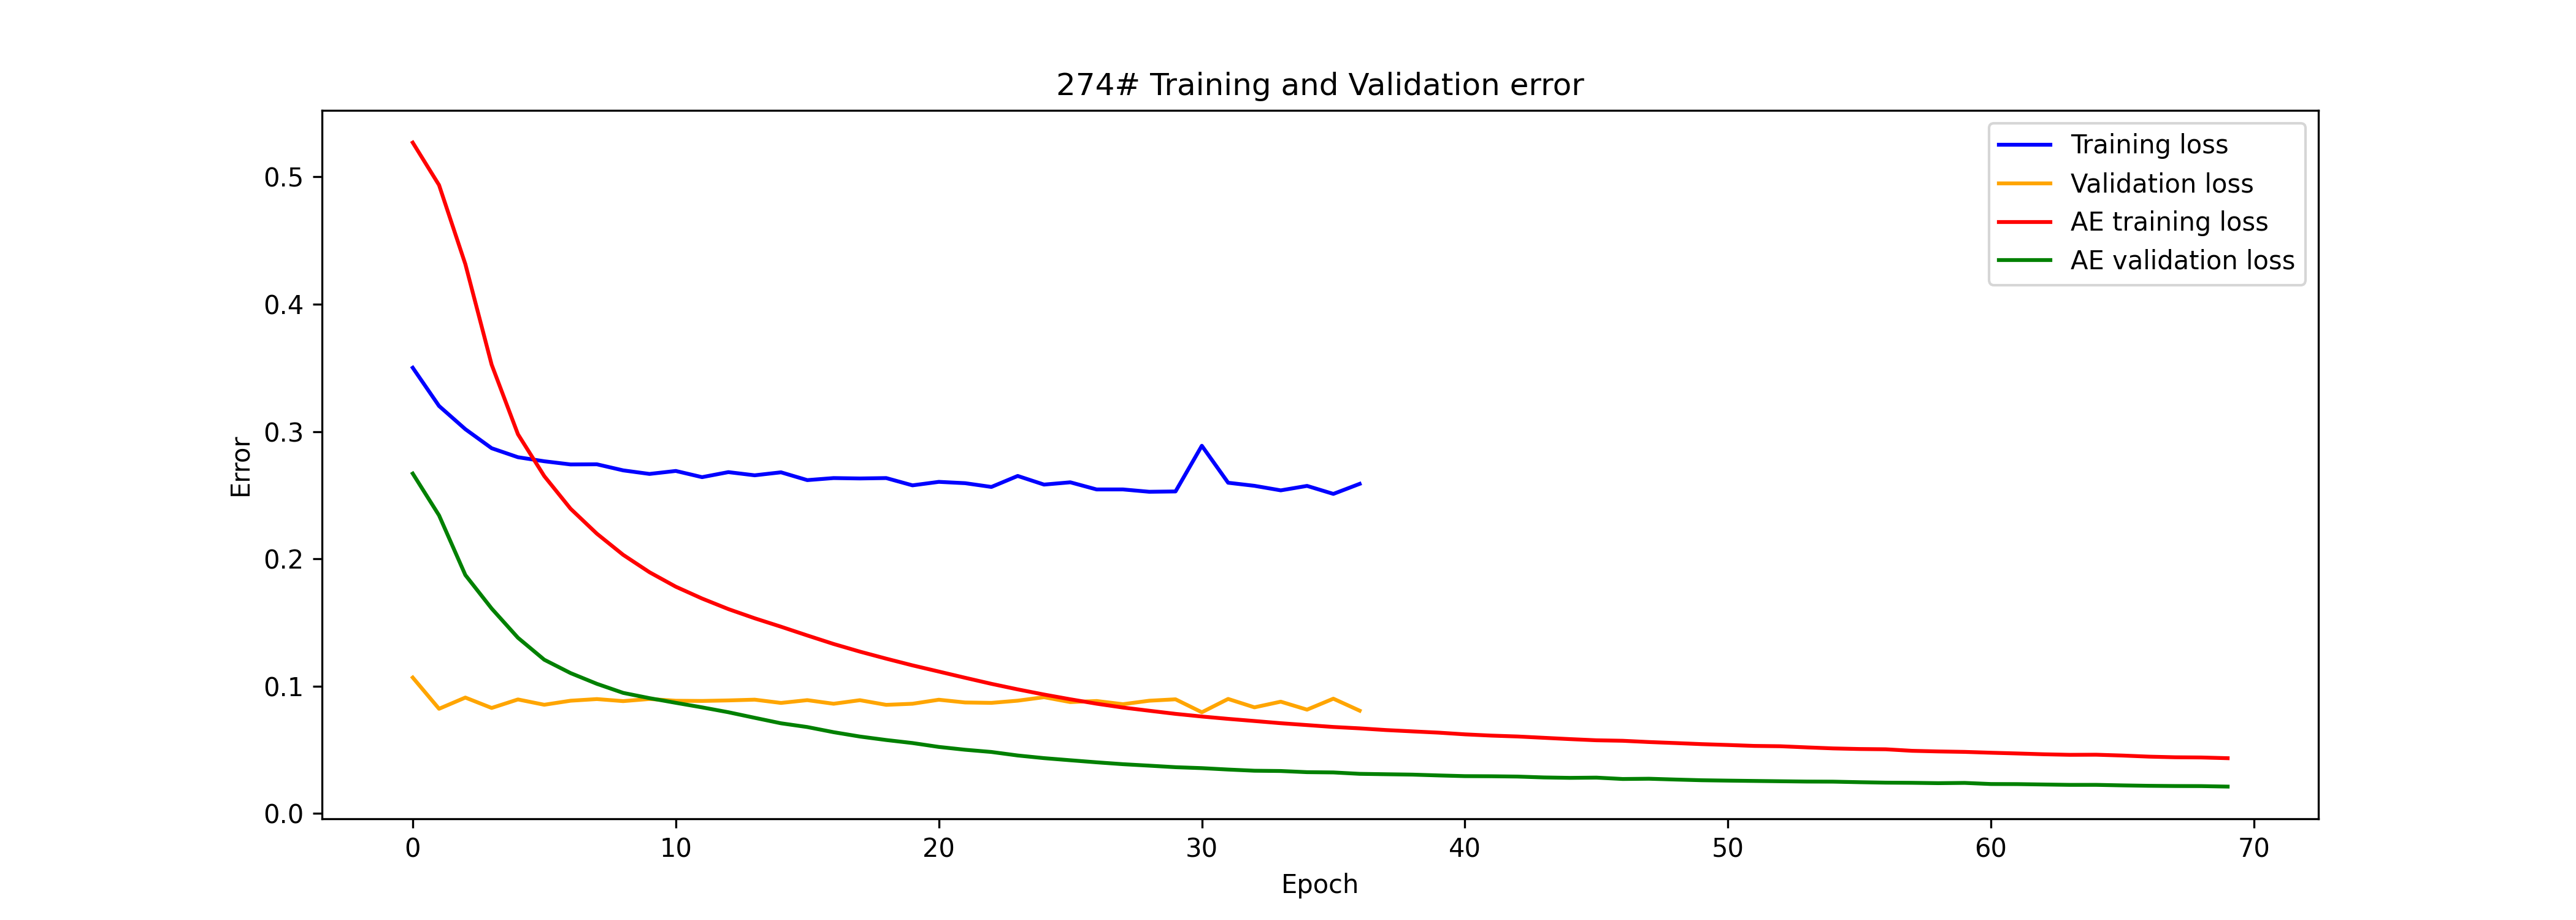 274# Training and Validation error
Training loss
Validation loss
AE training loss
AE validation loss
Error
0.5
0.4
0.3
0.2
0.1
0.0
0 10 20 30 40 50 60 70
Epoch